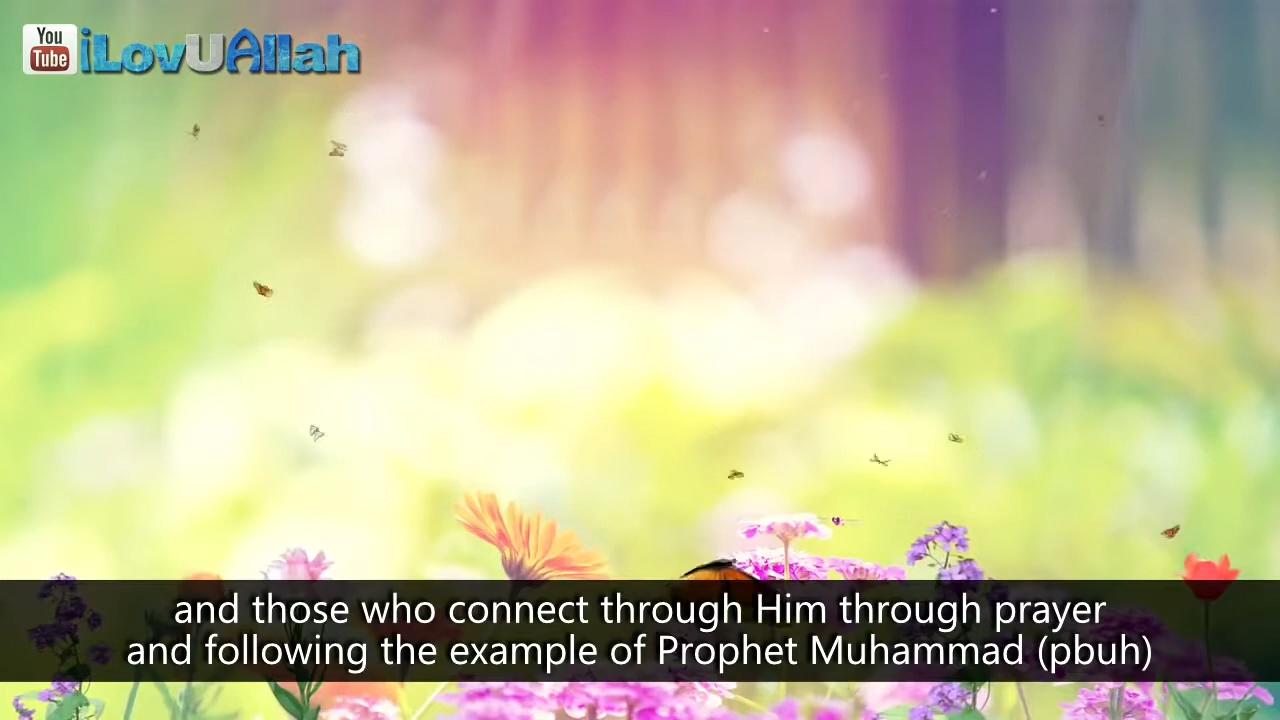 You
Tube
iLovUAllah
and those who connect through Him through prayer
and following the example of Prophet Muhammad (pbuh)